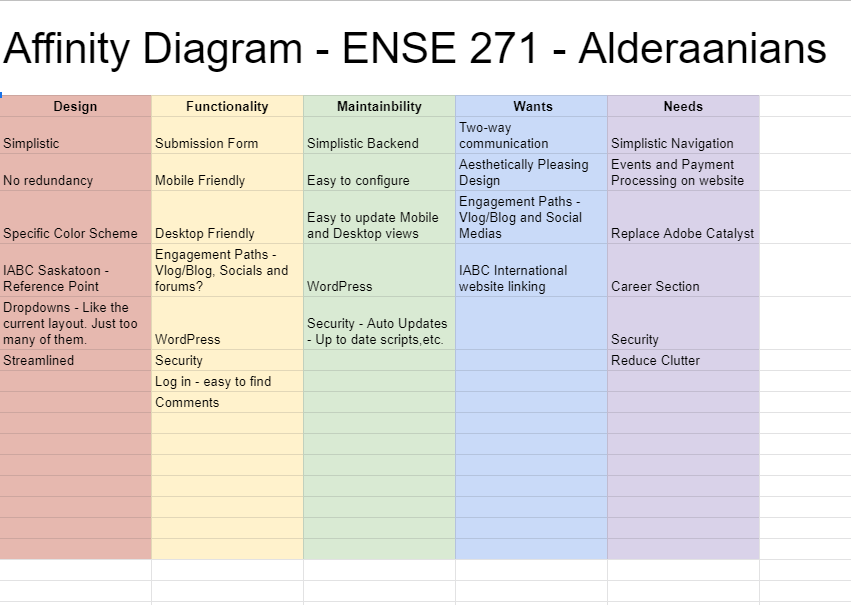 Affinity Diagram - ENSE 271 - Alderaanians
Design Functionality Maintainbility Wants Needs
Simplistic Submission Form Simplistic Backend Two-way
communication Simplistic Navigation
No redundancy Mobile Friendly Easy to configure Aesthetically Pleasing
Design Events and Payment
Processing on website
Specific Color Scheme Desktop Friendly Easy to update Mobile
and Desktop views Engagement Paths -
Vlog/Blog and Social
Medias Replace Adobe Catalyst
IABC Saskatoon -
Reference Point Engagement Paths -
Vlog/Blog, Socials and
forums? WordPress IABC International
website linking Career Section
Dropdowns - Like the
current layout. Just too
many of them. WordPress Security - Auto Updates
- Up to date scripts,etc. Security
Streamlined Security Reduce Clutter
Log in - easy to find
Comments